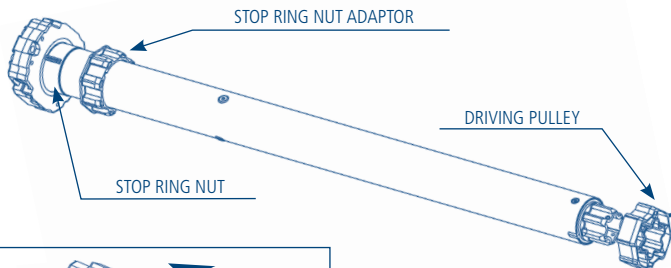 STOP RING NUT ADAPTOR
DRIVING PULLEY
STOP RING NUT